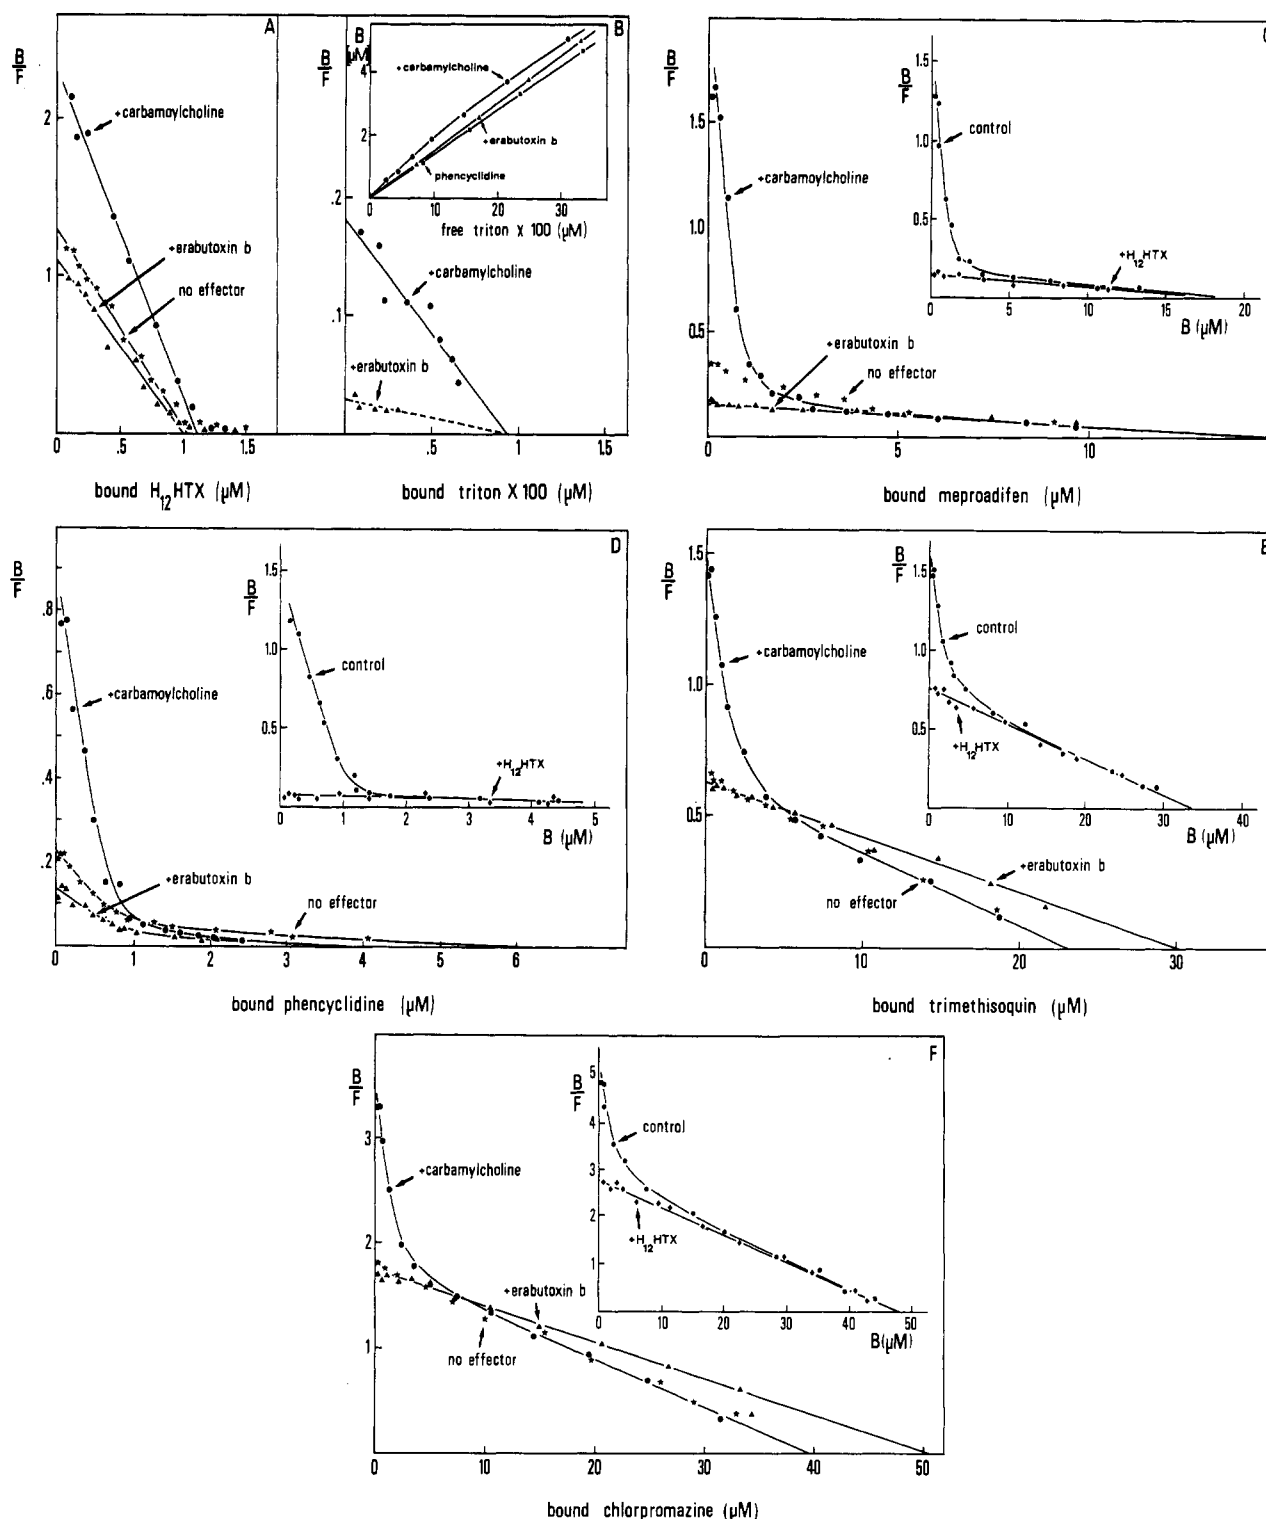 A
B/F
2
1
+carbamoylcholine
+erabutoxin b
no effector
0 .5 1 1.5
bound H12HTX (μM)
B
B/F
.2
.1
+carbamylcholine
+erabutoxin b
0 .5 1 1.5
bound triton X 100 (μM)
B
(μM)
4
2
+carbamylcholine
+erabutoxin b
phencyclidine
0 10 20 30
free triton X 100 (μM)
B/F
1.5
1.0
0.5
0
+carbamoylcholine
+erabutoxin b
no effector
0 5 10
bound meproadifen (μM)
B/F
1.5
1.0
0.5
0
control
+H12HTX
0 5 10 15 20
B (μM)
D
B/F
.8
.6
.4
.2
0
+carbamoylcholine
+erabutoxin b
no effector
0 1 2 3 4 5 6
bound phencyclidine (μM)
B/F
1.5
1.0
0.5
control
+H12HTX
0 1 2 3 4 5
B (μM)
E
B/F
1.5
1.0
0.5
0
+carbamoylcholine
+erabutoxin b
no effector
0 10 20 30
bound trimethisoquin (μM)
B/F
1.5
1.0
0.5
0
control
+H12HTX
0 10 20 30 40
B (μM)
F
B/F
3
2
1
+carbamylcholine
+erabutoxin b
no effector
0 10 20 30 40 50
bound chlorpromazine (μM)
B/F
5
4
3
2
1
0
control
+H12HTX
0 10 20 30 40 50
B(μM)